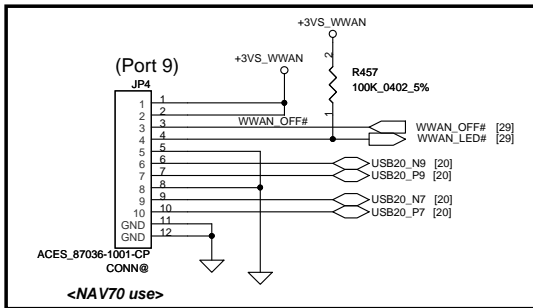 +3VS_WWAN
(Port 9)
+3VS_WWAN
2
R457
100K_0402_5%
1
JP4
1 1
2 2
WWAN_OFF#
3 3
WWAN_OFF# [29]
4 4
WWAN_LED# [29]
5 5
6 6
USB20_N9 [20]
7 7
USB20_P9 [20]
8 8
9 9
USB20_N7 [20]
10 10
USB20_P7 [20]
GND 11
GND 12
ACES_87036-1001-CP
CONN@
<NAV70 use>